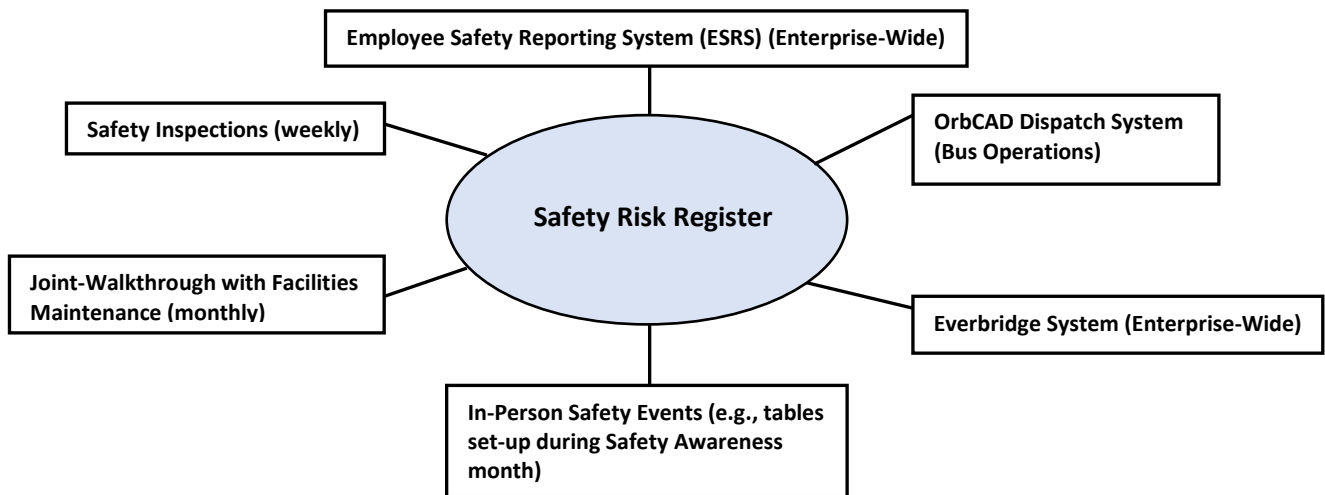 Employee Safety Reporting System (ESRS) (Enterprise-Wide)
Safety Inspections (weekly)
OrbCAD Dispatch System
(Bus Operations)
Safety Risk Register
Joint-Walkthrough with Facilities
Maintenance (monthly)
Everbridge System (Enterprise-Wide)
In-Person Safety Events (e.g., tables
set-up during Safety Awareness
month)